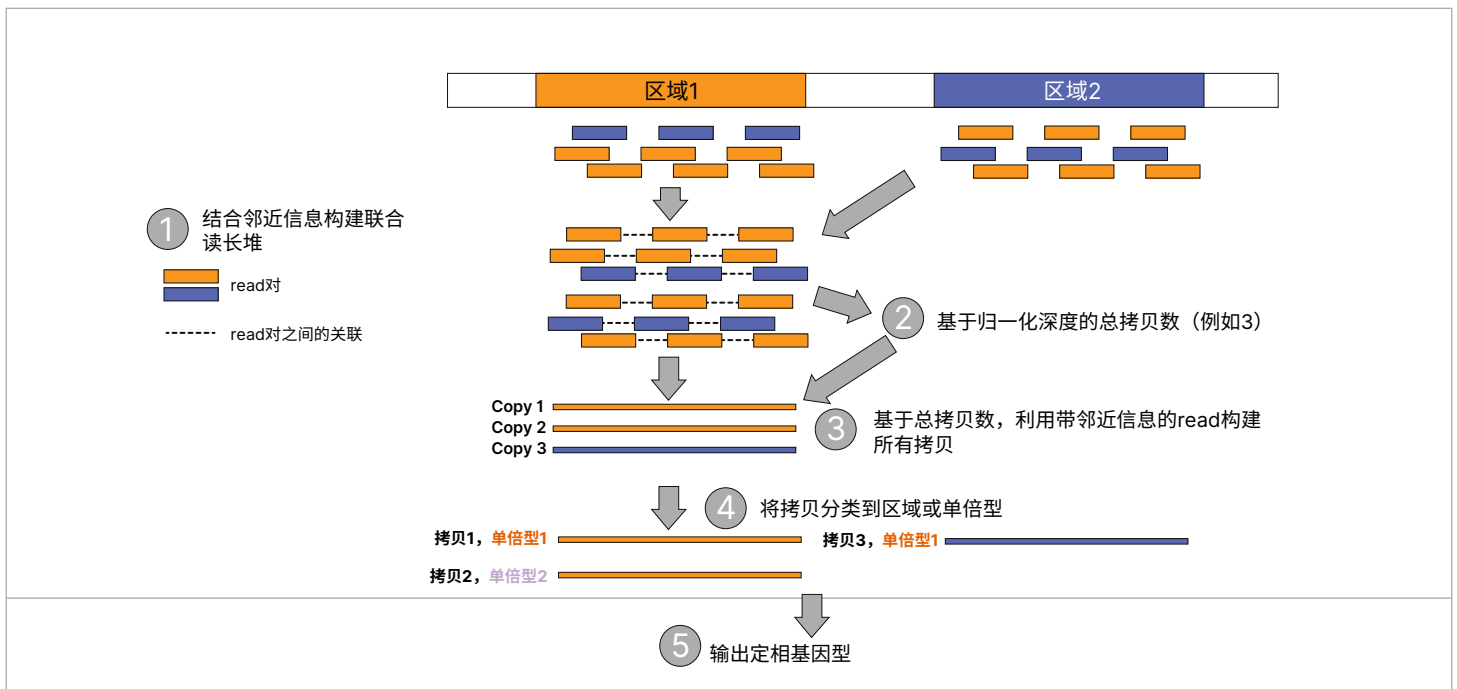 区域1
区域2
1
结合邻近信息构建联合
读长堆
read对
read对之间的关联
2
基于归一化深度的总拷贝数（例如3）
Copy 1
Copy 2
Copy 3
3
基于总拷贝数，利用带邻近信息的read构建
所有拷贝
4
将拷贝分类到区域或单倍型
拷贝1，单倍型1
拷贝3，单倍型1
拷贝2，单倍型2
5
输出定相基因型